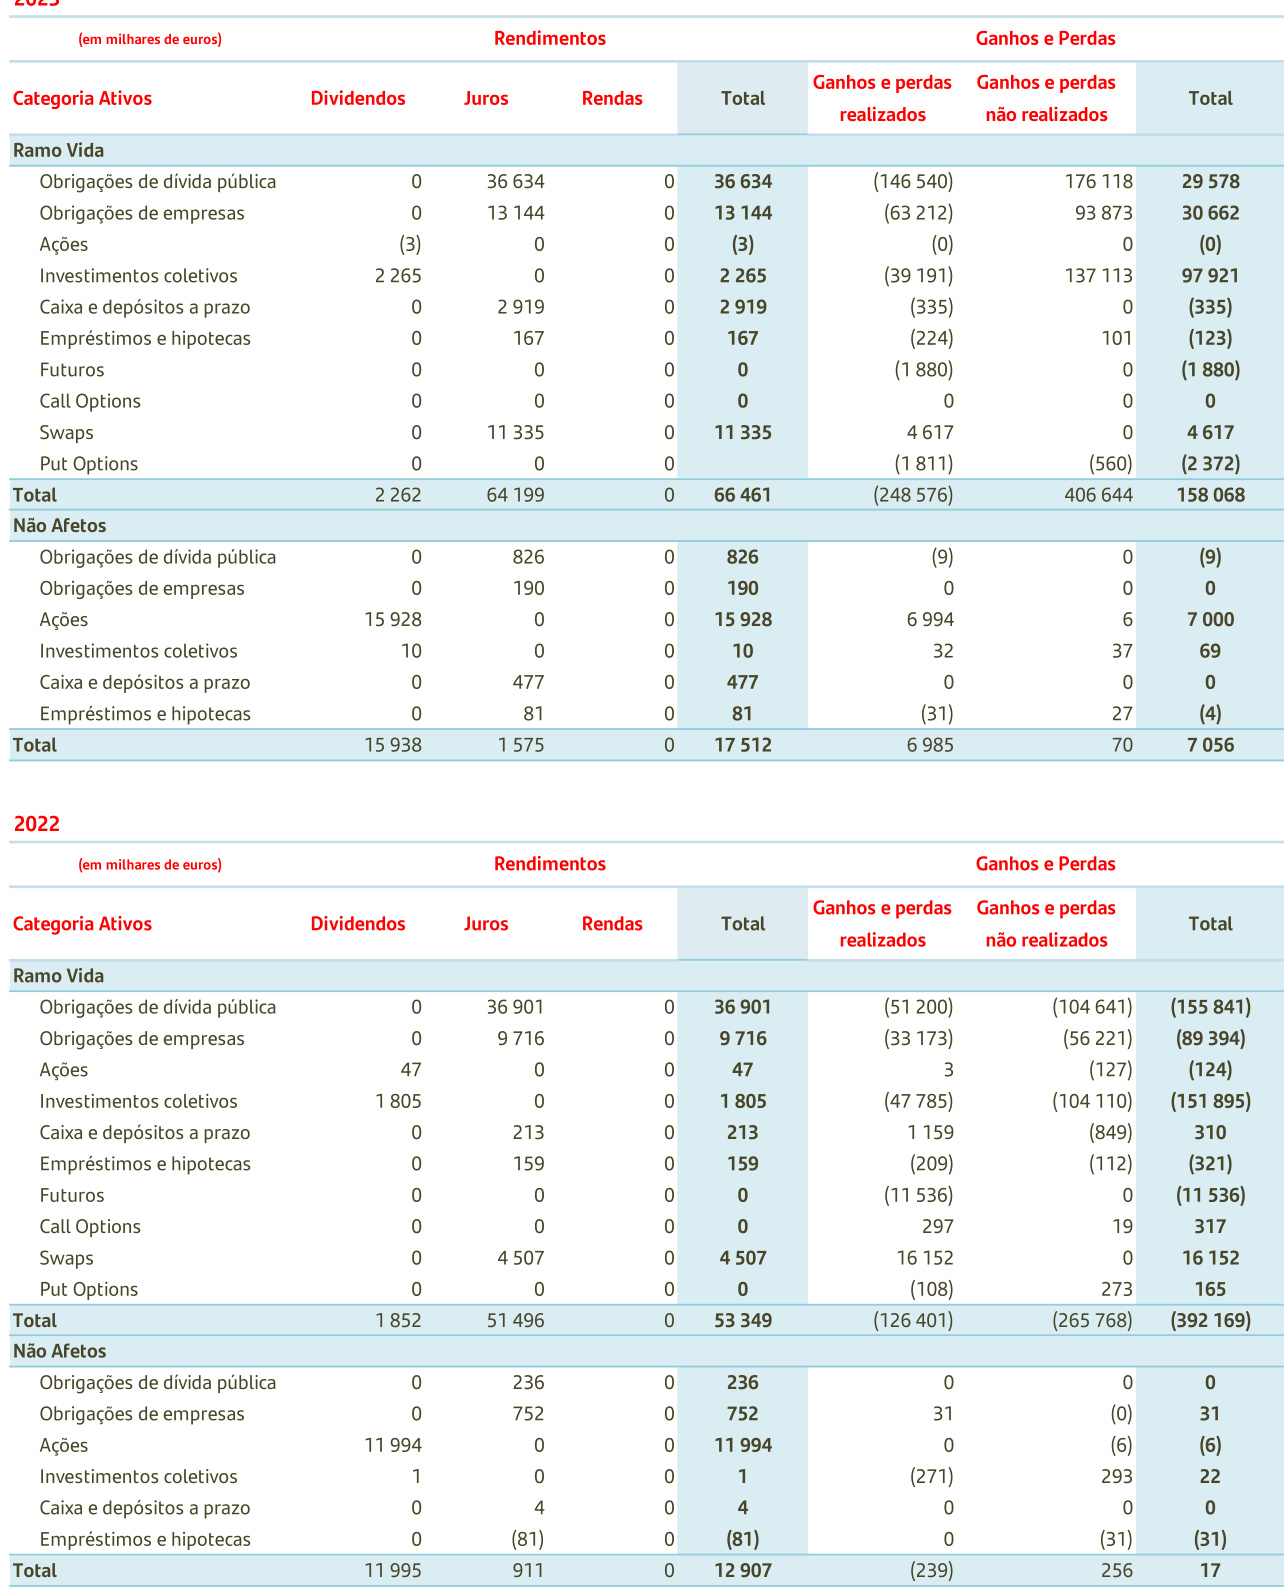 2023
(em milhares de euros) Rendimentos Ganhos e Perdas
Categoria Ativos Dividendos Juros Rendas Total Ganhos e perdas realizados Ganhos e perdas não realizados Total
Ramo Vida
Obrigações de dívida pública 0 36 634 0 36 634 (146 540) 176 118 29 578
Obrigações de empresas 0 13 144 0 13 144 (63 212) 93 873 30 662
Ações (3) 0 0 (3) (0) 0 (0)
Investimentos coletivos 2 265 0 0 2 265 (39 191) 137 113 97 921
Caixa e depósitos a prazo 0 2 919 0 2 919 (335) 0 (335)
Empréstimos e hipotecas 0 167 0 167 (224) 101 (123)
Futuros 0 0 0 0 (1 880) 0 (1 880)
Call Options 0 0 0 0 0 0 0
Swaps 0 11 335 0 11 335 4 617 0 4 617
Put Options 0 0 0 (1 811) (560) (2 372)
Total 2 262 64 199 0 66 461 (248 576) 406 644 158 068
Não Afetos
Obrigações de dívida pública 0 826 0 826 (9) 0 (9)
Obrigações de empresas 0 190 0 190 0 0 0
Ações 15 928 0 0 15 928 6 994 6 7 000
Investimentos coletivos 10 0 0 10 32 37 69
Caixa e depósitos a prazo 0 477 0 477 0 0 0
Empréstimos e hipotecas 0 81 0 81 (31) 27 (4)
Total 15 938 1 575 0 17 512 6 985 70 7 056
2022
(em milhares de euros) Rendimentos Ganhos e Perdas
Categoria Ativos Dividendos Juros Rendas Total Ganhos e perdas realizados Ganhos e perdas não realizados Total
Ramo Vida
Obrigações de dívida pública 0 36 901 0 36 901 (51 200) (104 641) (155 841)
Obrigações de empresas 0 9 716 0 9 716 (33 173) (56 221) (89 394)
Ações 47 0 0 47 3 (127) (124)
Investimentos coletivos 1 805 0 0 1 805 (47 785) (104 110) (151 895)
Caixa e depósitos a prazo 0 213 0 213 1 159 (849) 310
Empréstimos e hipotecas 0 159 0 159 (209) (112) (321)
Futuros 0 0 0 0 (11 536) 0 (11 536)
Call Options 0 0 0 0 297 19 317
Swaps 0 4 507 0 4 507 16 152 0 16 152
Put Options 0 0 0 0 (108) 273 165
Total 1 852 51 496 0 53 349 (126 401) (265 768) (392 169)
Não Afetos
Obrigações de dívida pública 0 236 0 236 0 0 0
Obrigações de empresas 0 752 0 752 31 (0) 31
Ações 11 994 0 0 11 994 0 (6) (6)
Investimentos coletivos 1 0 0 1 (271) 293 22
Caixa e depósitos a prazo 0 4 0 4 0 0 0
Empréstimos e hipotecas 0 (81) 0 (81) 0 (31) (31)
Total 11 995 911 0 12 907 (239) 256 17